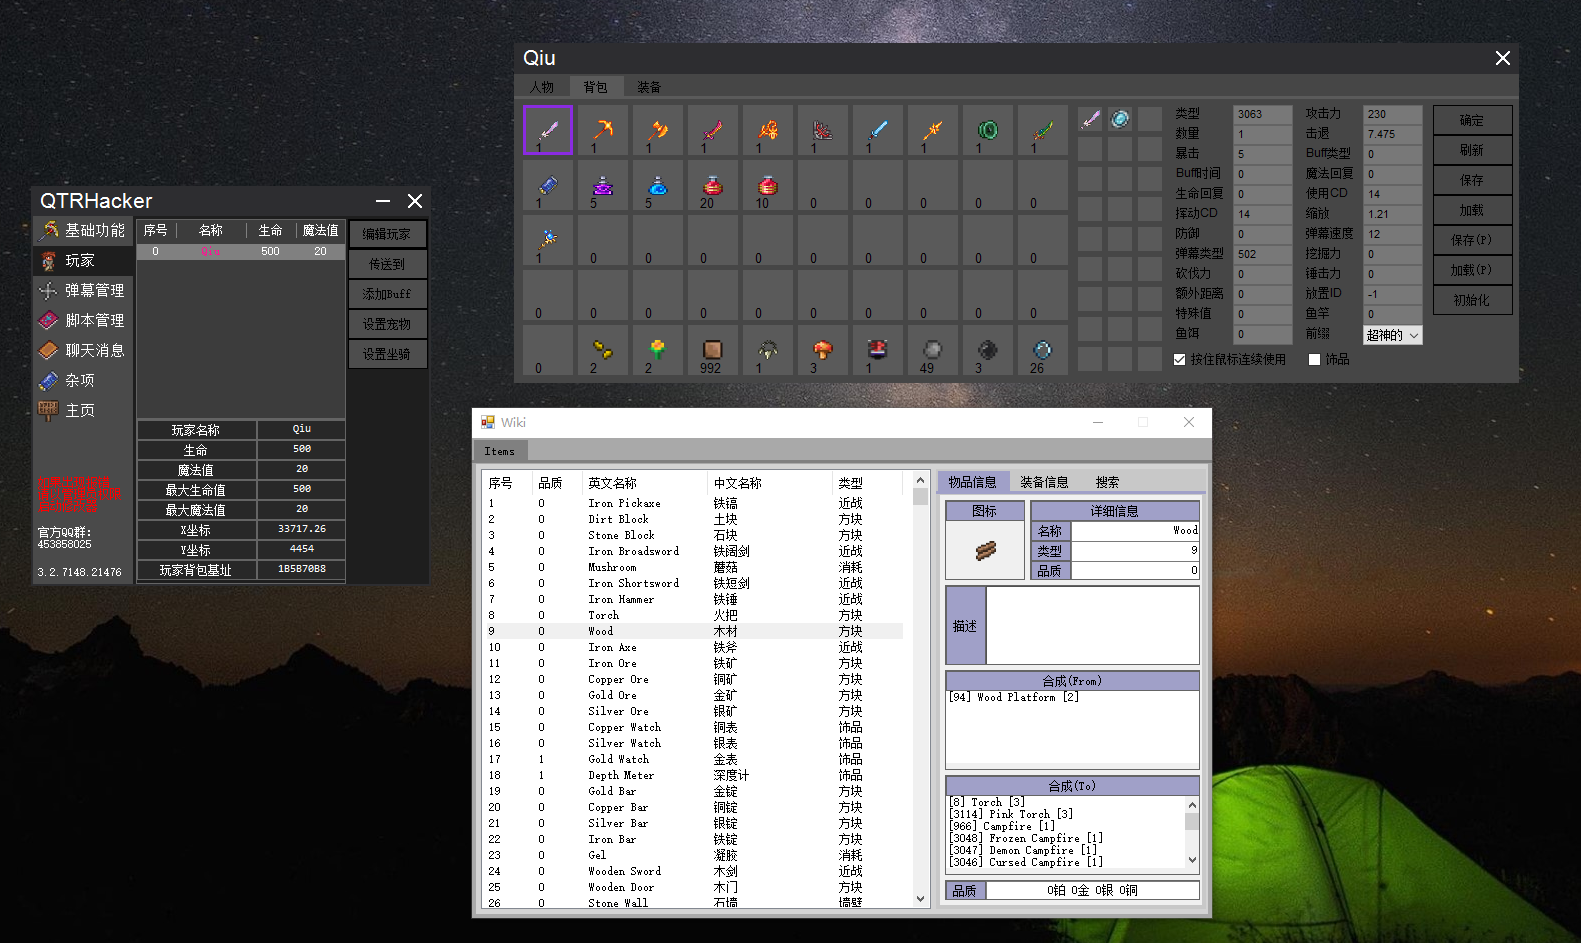 Qiu
人物 背包 装备
1 1 1 1 1 1 1 1 1 1
1 5 5 20 10 0 0 0 0 0
1 0 0 0 0 0 0 0 0 0
0 0 0 0 0 0 0 0 0 0
0 2 2 992 1 3 1 49 3 26
类型 3063 攻击力 230
数量 1 击退 7.475
暴击 5 Buff类型 0
Buff时间 0 魔法回复 0
生命回复 0 使用CD 14
挥动CD 14 缩放 1.21
防御 0 弹幕速度 12
弹幕类型 502 挖掘力 0
砍伐力 0 锤击力 0
额外距离 0 放置ID -1
特殊值 0 鱼竿 0
鱼饵 0 前缀 超神的
按住鼠标连续使用 饰品
确定
刷新
保存
加载
保存(P)
加载(P)
初始化
QTRHacker
基础功能
玩家
弹幕管理
脚本管理
聊天消息
杂项
主页
官方QQ群:
453858025
3.2.7148.21476
序号 名称 生命 魔法值
0 Qiu 500 20
编辑玩家
传送到
添加Buff
设置宠物
设置坐骑
玩家名称 Qiu
生命 500
魔法值 20
最大生命值 500
最大魔法值 20
X坐标 33717.26
Y坐标 4454
玩家背包基址 1B5B70B8
Wiki
Items
序号 品质 英文名称 中文名称 类型
1 0 Iron Pickaxe 铁镐 近战
2 0 Dirt Block 土块 方块
3 0 Stone Block 石块 方块
4 0 Iron Broadsword 铁阔剑 近战
5 0 Mushroom 蘑菇 消耗
6 0 Iron Shortsword 铁短剑 近战
7 0 Iron Hammer 铁锤 近战
8 0 Torch 火把 方块
9 0 Wood 木材 方块
10 0 Iron Axe 铁斧 近战
11 0 Iron Ore 铁矿 方块
12 0 Copper Ore 铜矿 方块
13 0 Gold Ore 金矿 方块
14 0 Silver Ore 银矿 方块
15 0 Copper Watch 铜表 饰品
16 0 Silver Watch 银表 饰品
17 1 Gold Watch 金表 饰品
18 1 Depth Meter 深度计 饰品
19 0 Gold Bar 金锭 方块
20 0 Copper Bar 铜锭 方块
21 0 Silver Bar 银锭 方块
22 0 Iron Bar 铁锭 方块
23 0 Gel 凝胶 消耗
24 0 Wooden Sword 木剑 近战
25 0 Wooden Door 木门 方块
26 0 Stone Wall 石墙 墙壁
物品信息 装备信息 搜索
图标 详细信息
名称 Wood
类型 9
品质 0
描述
合成(From)
[94] Wood Platform [2]
合成(To)
[8] Torch [3]
[3114] Pink Torch [3]
[966] Campfire [1]
[3048] Frozen Campfire [1]
[3047] Demon Campfire [1]
[3046] Cursed Campfire [1]
品质 0铂 0金 0银 0铜